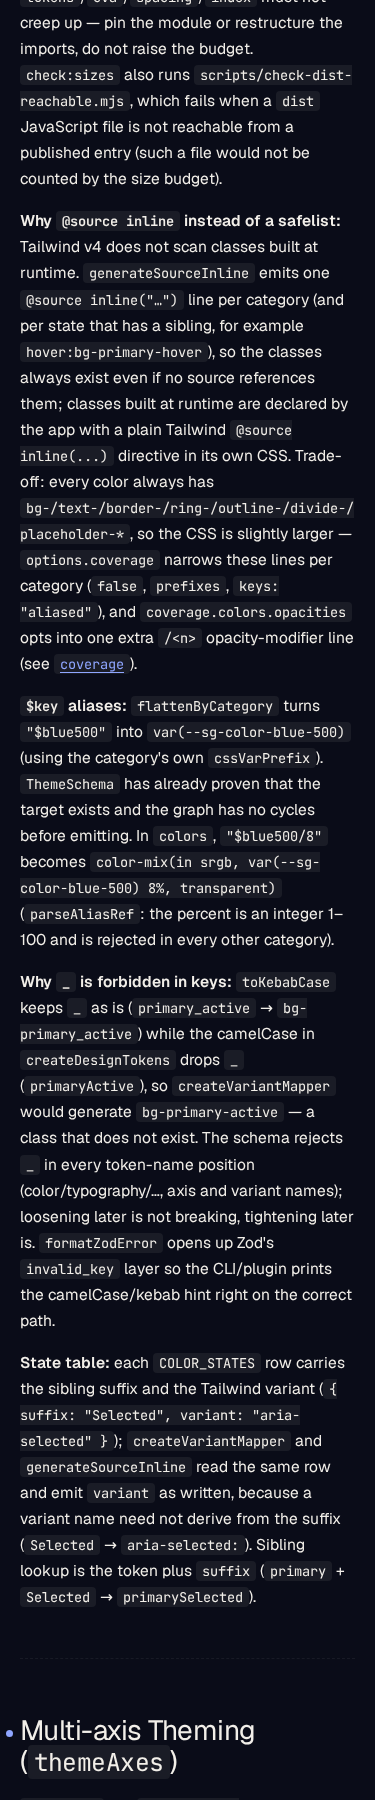 creep up — pin the module or restructure the
imports, do not raise the budget.
check:sizes also runs scripts/check-dist-
reachable.mjs, which fails when a dist
JavaScript file is not reachable from a
published entry (such a file would not be
counted by the size budget).
Why @source inline instead of a safelist:
Tailwind v4 does not scan classes built at
runtime. generateSourceInline emits one
@source inline("…") line per category (and
per state that has a sibling, for example
hover:bg-primary-hover), so the classes
always exist even if no source references
them; classes built at runtime are declared by
the app with a plain Tailwind @source
inline(...) directive in its own CSS. Trade-
off: every color always has
bg-/text-/border-/ring-/outline-/divide-/
placeholder-*, so the CSS is slightly larger —
options.coverage narrows these lines per
category (false, prefixes, keys:
"aliased"), and coverage.colors.opacities
opts into one extra /<n> opacity-modifier line
(see coverage).
$key aliases: flattenByCategory turns
"$blue500" into var(--sg-color-blue-500)
(using the category's own cssVarPrefix).
ThemeSchema has already proven that the
target exists and the graph has no cycles
before emitting. In colors, "$blue500/8"
becomes color-mix(in srgb, var(--sg-
color-blue-500) 8%, transparent)
(parseAliasRef: the percent is an integer 1–
100 and is rejected in every other category).
Why _ is forbidden in keys: toKebabCase
keeps _ as is (primary_active → bg-
primary_active) while the camelCase in
createDesignTokens drops _
(primaryActive), so createVariantMapper
would generate bg-primary-active — a
class that does not exist. The schema rejects
_ in every token-name position
(color/typography/…, axis and variant names);
loosening later is not breaking, tightening later
is. formatZodError opens up Zod's
invalid_key layer so the CLI/plugin prints
the camelCase/kebab hint right on the correct
path.
State table: each COLOR_STATES row carries
the sibling suffix and the Tailwind variant ({
suffix: "Selected", variant: "aria-
selected" }); createVariantMapper and
generateSourceInline read the same row
and emit variant as written, because a
variant name need not derive from the suffix
(Selected → aria-selected:). Sibling
lookup is the token plus suffix (primary +
Selected → primarySelected).
Multi-axis Theming
(themeAxes)